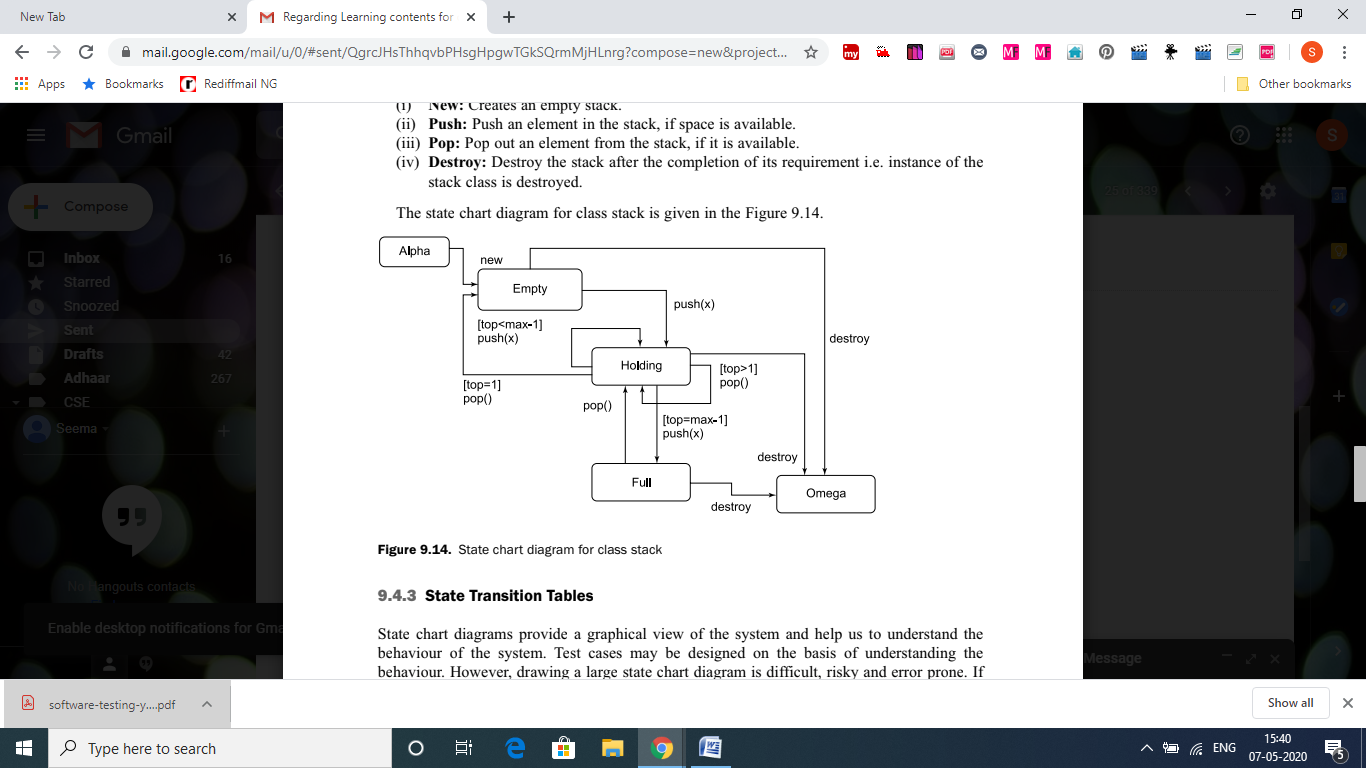 New Tab
Regarding Learning contents for
mail.google.com/mail/u/0/#sent/QgrcJHsThhqvbPHsgHpgwTGkSQrmMjHLnrg?compose=new&project...
Apps Bookmarks Rediffmail NG Other bookmarks
Gmail
Compose
Inbox 16
Starred
Snoozed
Sent
Drafts 42
Adhaar 267
CSE
Seema
No Hangouts contacts
Enable desktop notifications for Gma
(i) New: Creates an empty stack.
(ii) Push: Push an element in the stack, if space is available.
(iii) Pop: Pop out an element from the stack, if it is available.
(iv) Destroy: Destroy the stack after the completion of its requirement i.e. instance of the
stack class is destroyed.
The state chart diagram for class stack is given in the Figure 9.14.
Alpha
new
Empty
push(x)
[top<max-1]
push(x)
destroy
Holding
[top>1]
pop()
[top=1]
pop()
pop()
[top=max-1]
push(x)
destroy
Full
Omega
destroy
Figure 9.14. State chart diagram for class stack
9.4.3 State Transition Tables
State chart diagrams provide a graphical view of the system and help us to understand the
behaviour of the system. Test cases may be designed on the basis of understanding the
behaviour. However, drawing a large state chart diagram is difficult, risky and error prone. If
Message
software-testing-y....pdf
Show all
Type here to search
ENG
15:40
07-05-2020
5